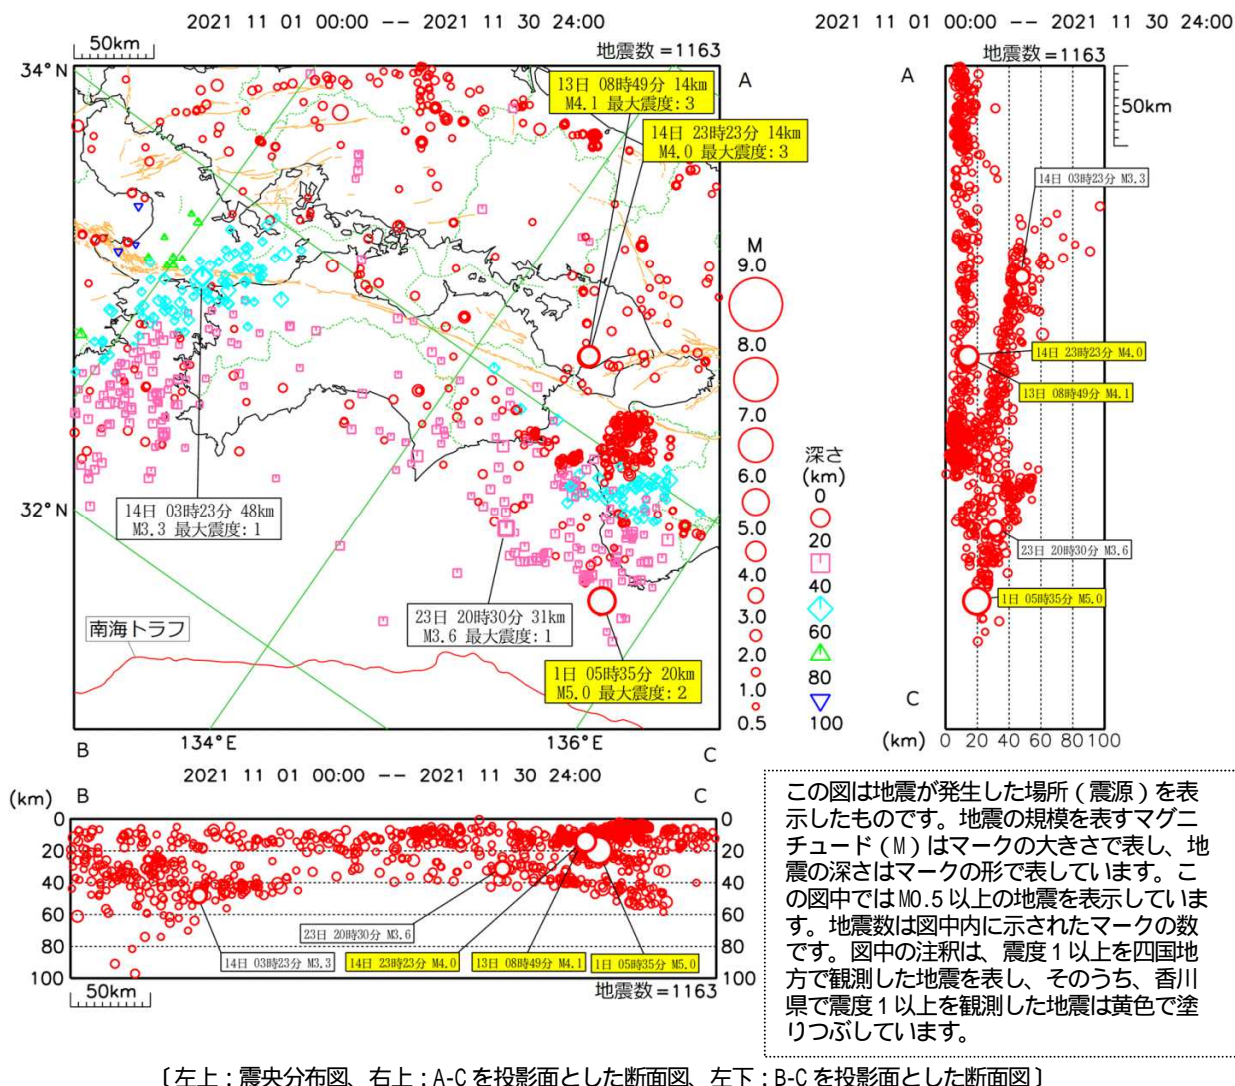 2021 11 01 00:00 -- 2021 11 30 24:00
50km
地震数=1163
34°N
32°N
134°E
136°E
A
B
C
13日 08時49分 14km
M4.1 最大震度:3
14日 23時23分 14km
M4.0 最大震度:3
14日 03時23分 48km
M3.3 最大震度:1
23日 20時30分 31km
M3.6 最大震度:1
1日 05時35分 20km
M5.0 最大震度:2
南海トラフ
M
9.0
8.0
7.0
6.0
5.0
4.0
3.0
2.0
1.0
0.5
深さ
(km)
0
20
40
60
80
100
2021 11 01 00:00 -- 2021 11 30 24:00
地震数=1163
A
50km
14日 03時23分 M3.3
14日 23時23分 M4.0
13日 08時49分 M4.1
23日 20時30分 M3.6
1日 05時35分 M5.0
C
(km)
0 20 40 60 80 100
2021 11 01 00:00 -- 2021 11 30 24:00
(km)
B
C
0
20
40
60
80
100
0
20
40
60
80
100
23日 20時30分 M3.6
14日 03時23分 M3.3
14日 23時23分 M4.0
13日 08時49分 M4.1
1日 05時35分 M5.0
50km
地震数=1163
この図は地震が発生した場所(震源)を表
示したものです。地震の規模を表すマグニ
チュード(M)はマークの大きさで表し、地
震の深さはマークの形で表しています。こ
の図中ではM0.5以上の地震を表示していま
す。地震数は図中内に示されたマークの数
です。図中の注釈は、震度1以上を四国地
方で観測した地震を表し、そのうち、香川
県で震度1以上を観測した地震は黄色で塗
りつぶしています。
〔左上:震央分布図、右上:A-Cを投影面とした断面図、左下:B-Cを投影面とした断面図〕